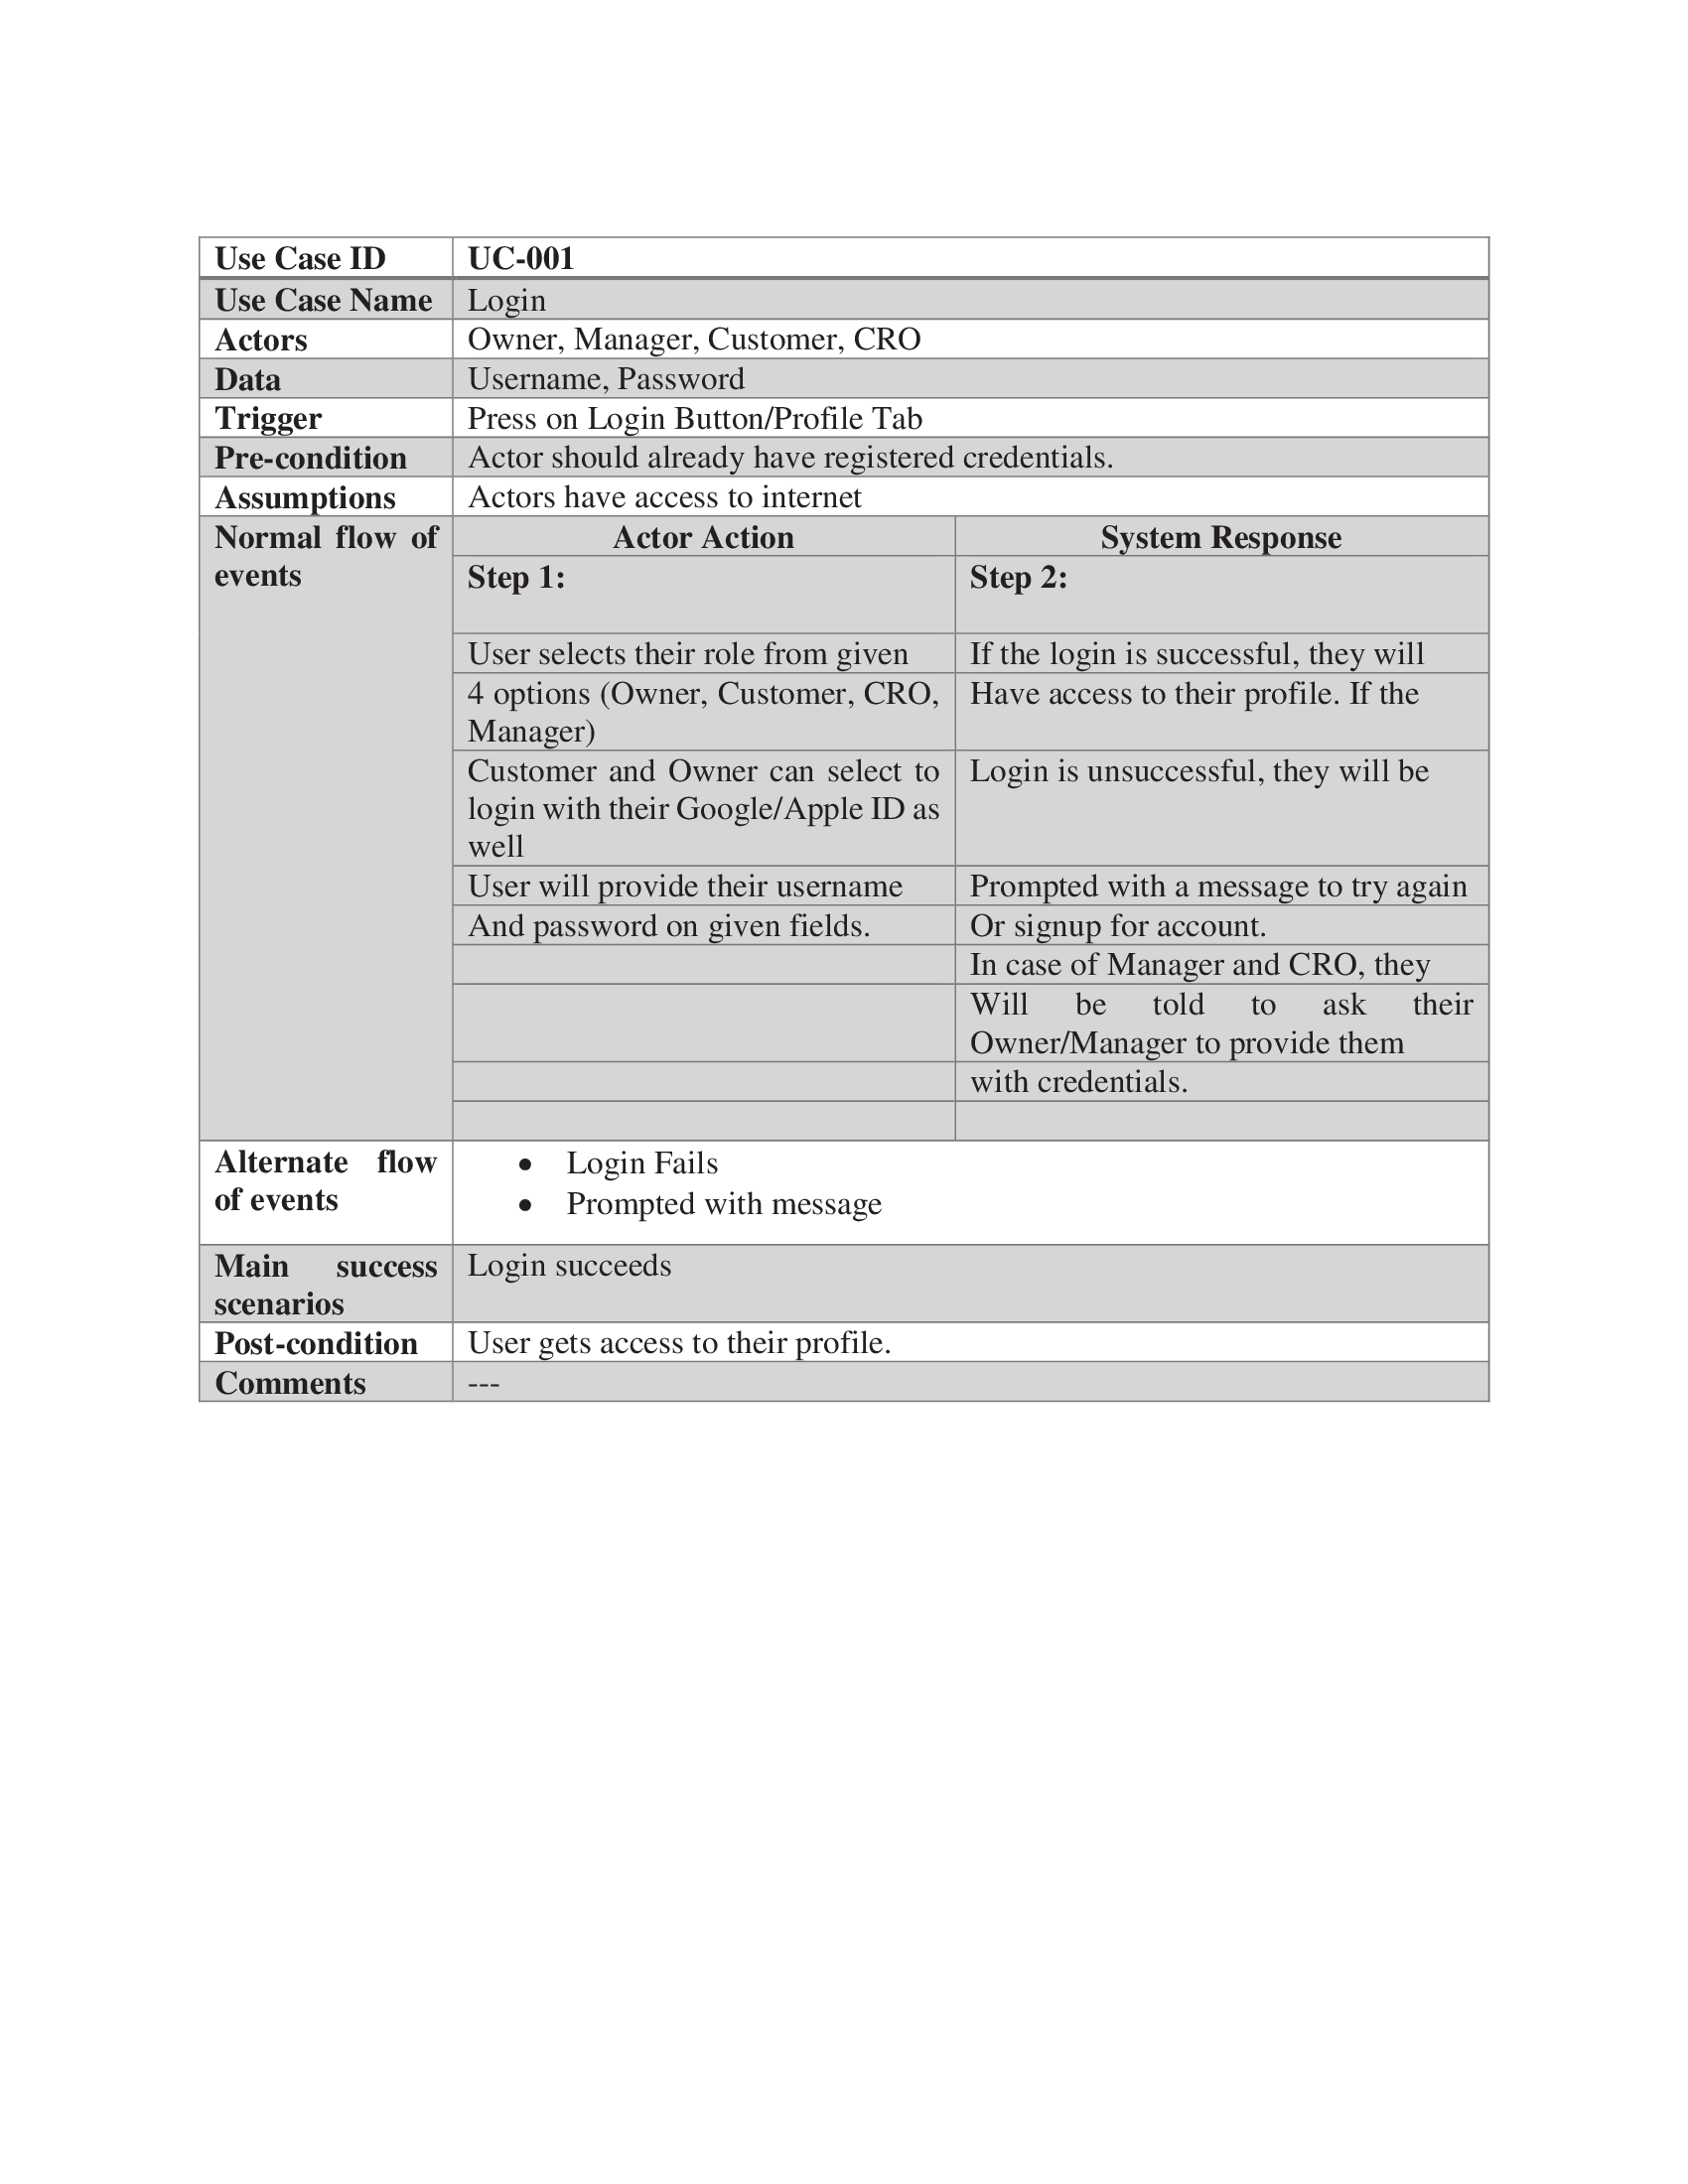 Use Case ID UC-001
Use Case Name Login
Actors Owner, Manager, Customer, CRO
Data Username, Password
Trigger Press on Login Button/Profile Tab
Pre-condition Actor should already have registered credentials.
Assumptions Actors have access to internet
Normal flow of events
Actor Action System Response
Step 1: Step 2:
User selects their role from given If the login is successful, they will
4 options (Owner, Customer, CRO, Have access to their profile. If the
Manager)
Customer and Owner can select to Login is unsuccessful, they will be
login with their Google/Apple ID as
well
User will provide their username Prompted with a message to try again
And password on given fields. Or signup for account.
In case of Manager and CRO, they
Will be told to ask their
Owner/Manager to provide them
with credentials.
Alternate flow of events
• Login Fails
• Prompted with message
Main success scenarios Login succeeds
Post-condition User gets access to their profile.
Comments ---